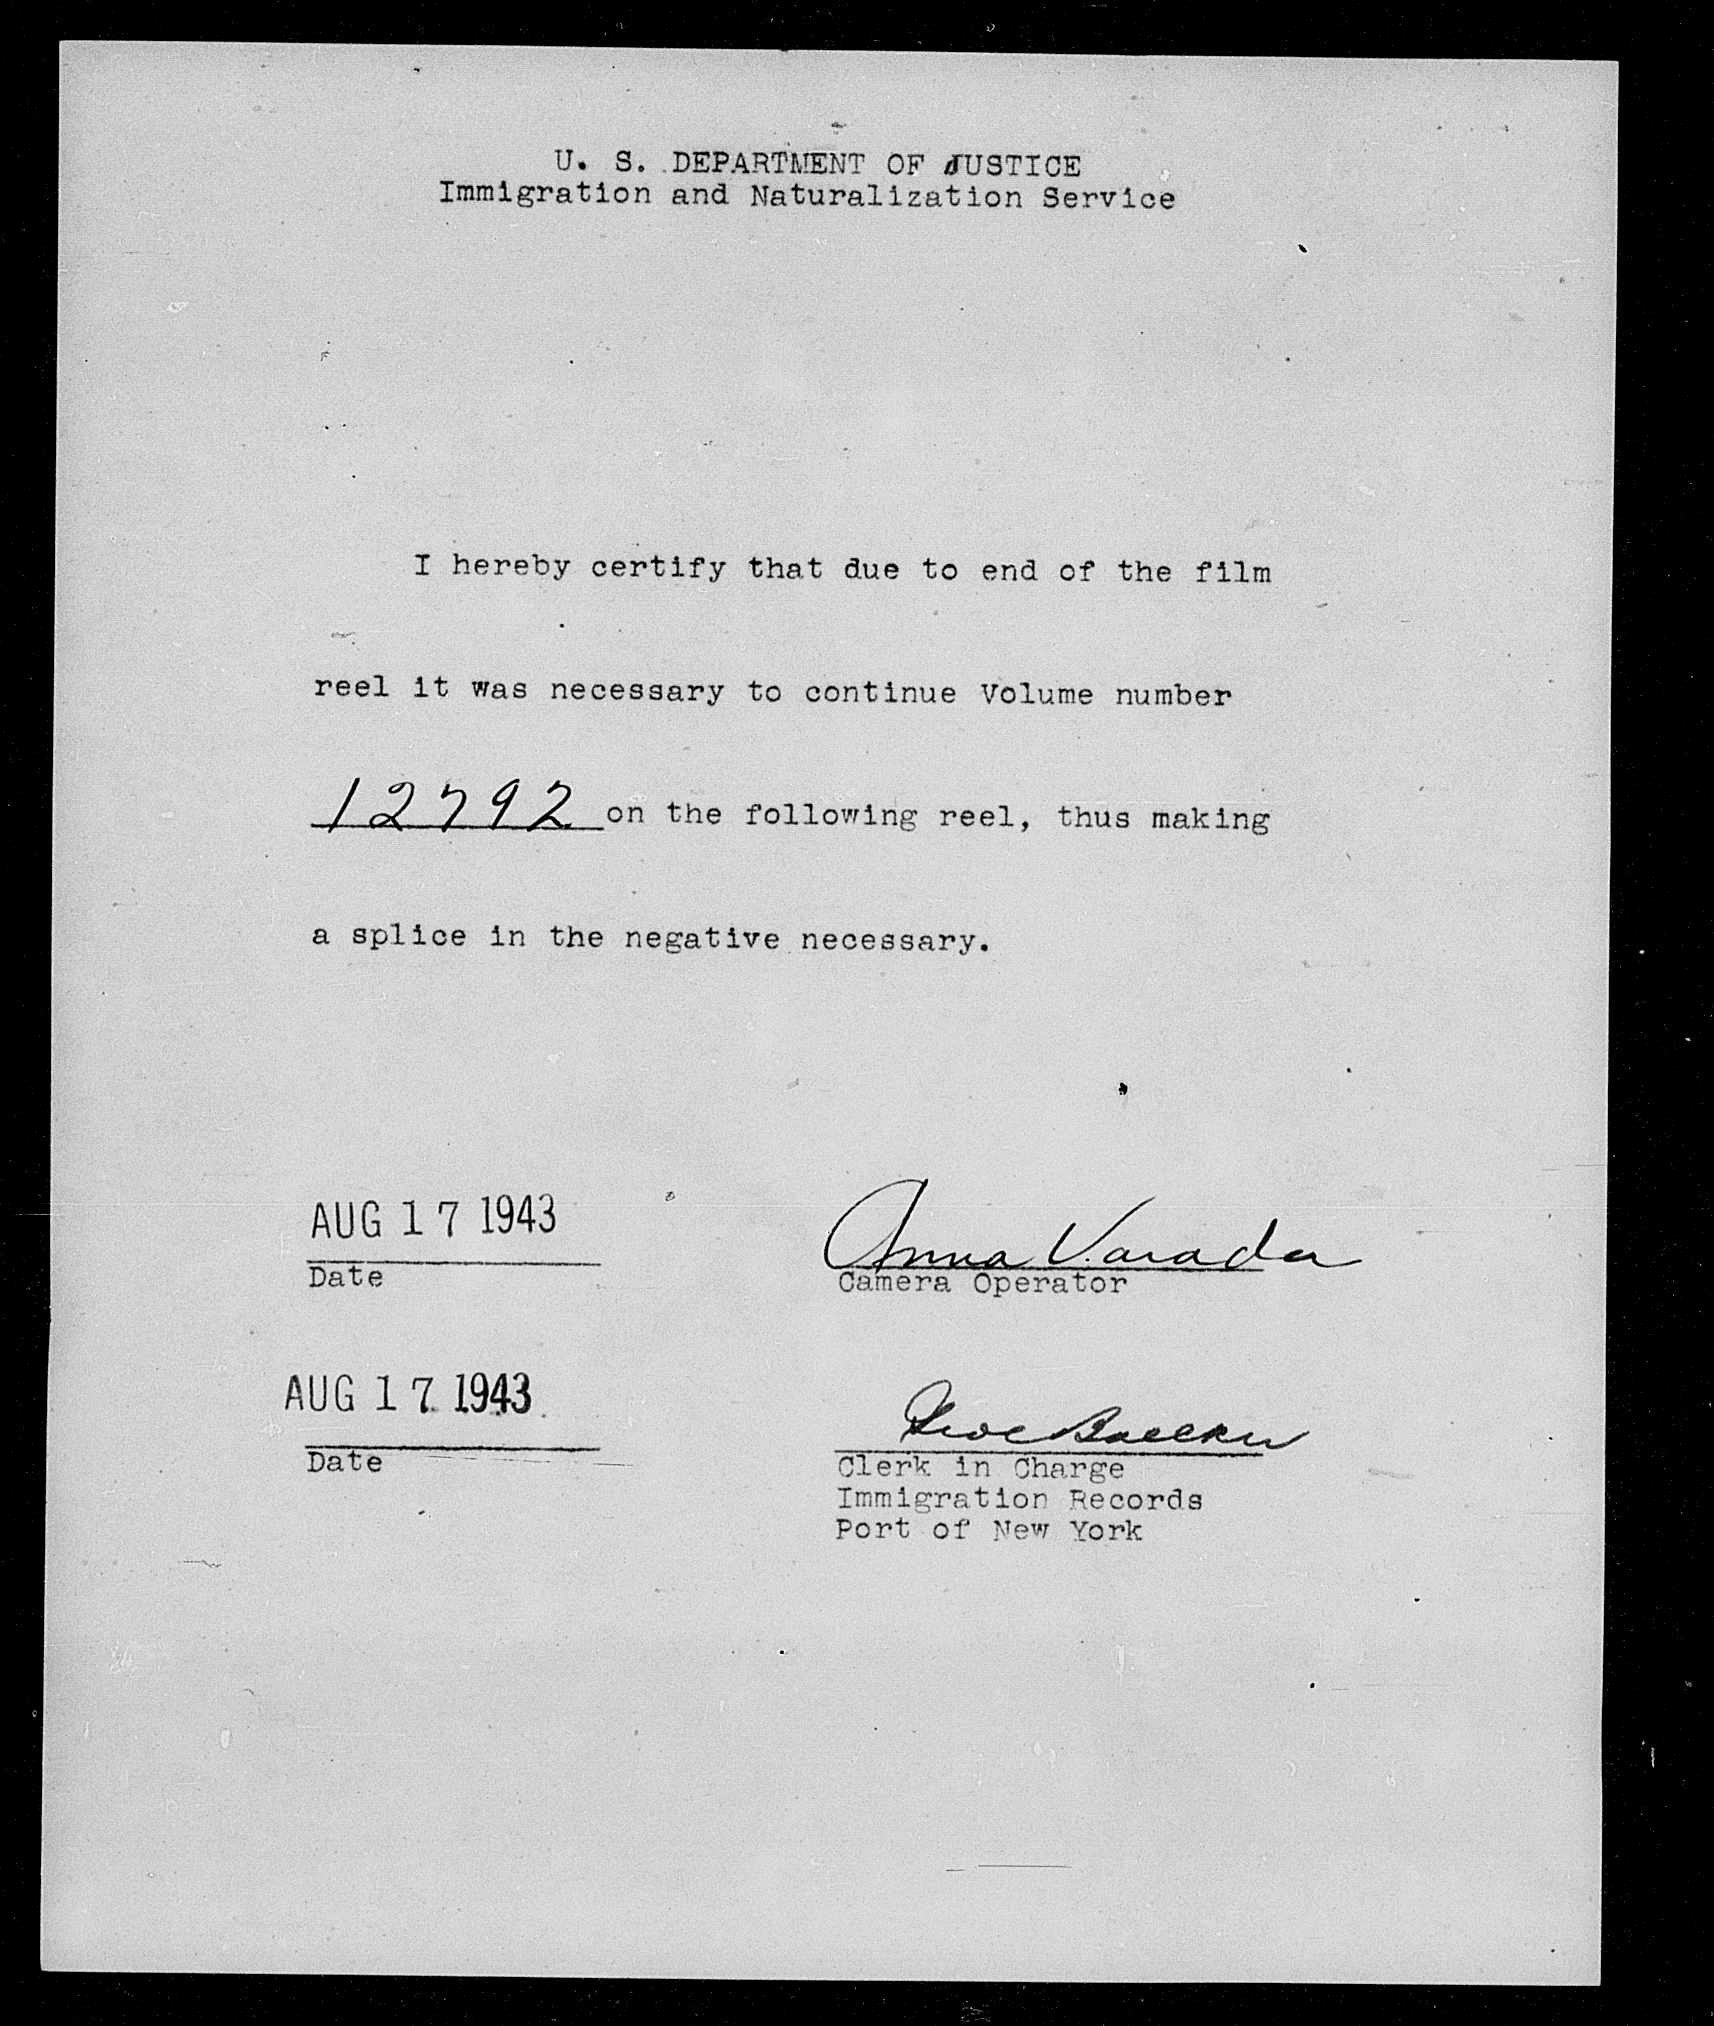 U. S. DEPARTMENT OF JUSTICE
Immigration and Naturalization Service
I hereby certify that due to end of the film
reel it was necessary to continue Volume number
12792 on the following reel, thus making
a splice in the negative necessary.
AUG 17 1943
Date
Anna Varada
Camera Operator
AUG 17 1943
Date
Clerk in Charge
Immigration Records
Port of New York